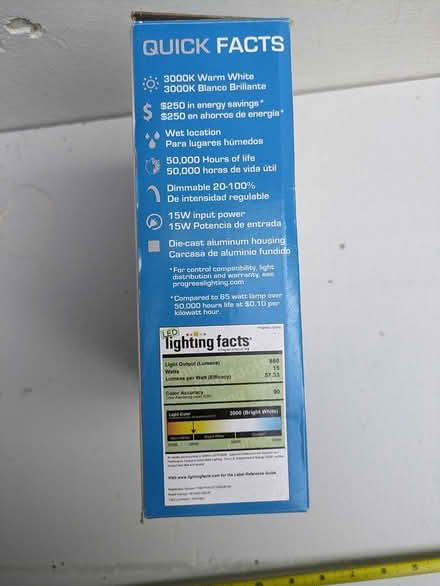 QUICK FACTS
3000K Warm White
3000K Blanco Brillante
$250 in energy savings*
$250 en ahorros de energía*
Wet location
Para lugares húmedos
50,000 Hours of life
50,000 horas de vida útil
Dimmable 20-100%
De intensidad regulable
15W input power
15W Potencia de entrada
Die-cast aluminum housing
Carcasa de aluminio fundido
*For control compatibility, light
distribution and warranty, see
progresslighting.com
*Compared to 65 watt lamp over
50,000 hours life at $0.10 per
kilowatt hour.
LED
lighting facts
Light Output (Lumens) 860
Watts 15
Lumens per Watt (Efficacy) 57.33
Color Accuracy 90
Light Color
3000 (Bright White)
Visit www.lightingfacts.com for the Label Reference Guide.